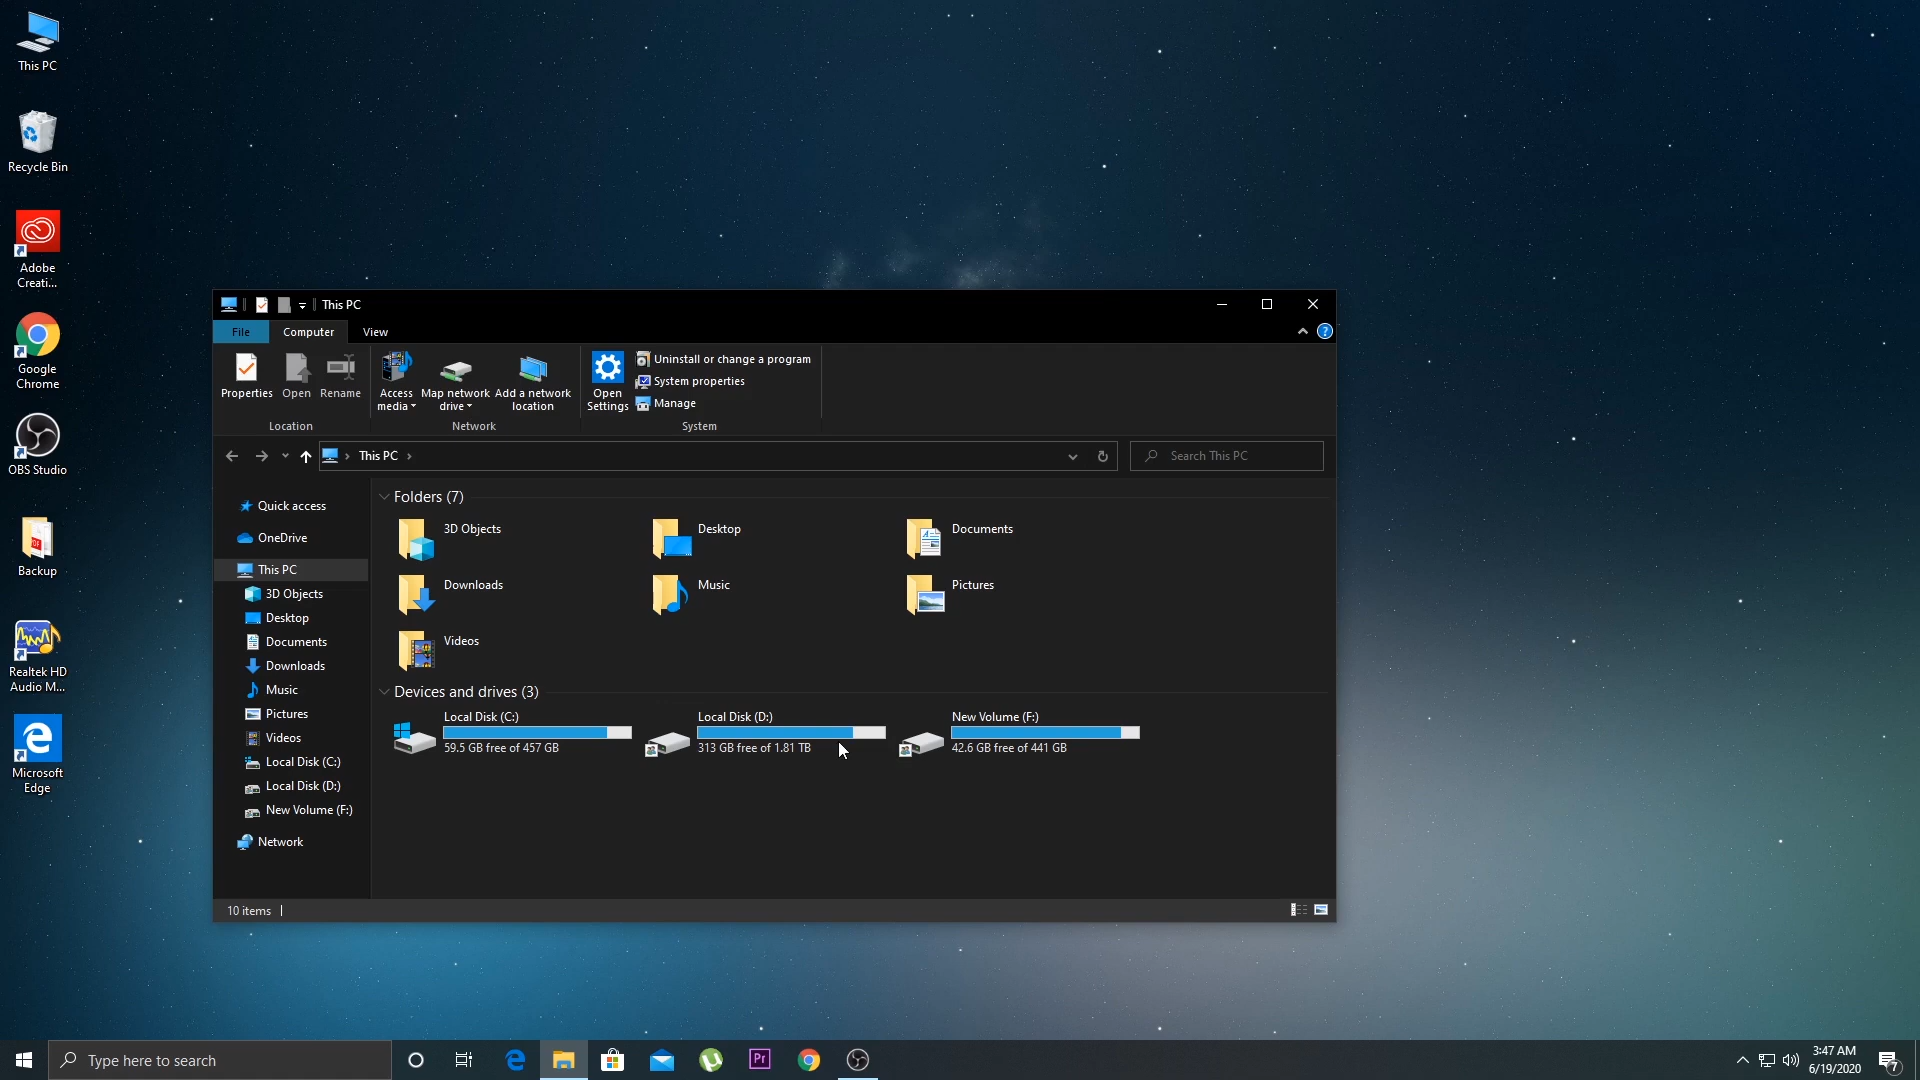 This PC
Recycle Bin
Adobe
Creati...
Google
Chrome
OBS Studio
Backup
Realtek HD
Audio M...
Microsoft
Edge
This PC
File
Computer
View
Properties
Open
Rename
Access
media
Map network
drive
Add a network
location
Open
Settings
Uninstall or change a program
System properties
Manage
Location
Network
System
This PC
Search This PC
Quick access
OneDrive
This PC
3D Objects
Desktop
Documents
Downloads
Music
Pictures
Videos
Local Disk (C:)
Local Disk (D:)
New Volume (F:)
Network
Folders (7)
3D Objects
Desktop
Documents
Downloads
Music
Pictures
Videos
Devices and drives (3)
Local Disk (C:)
59.5 GB free of 457 GB
Local Disk (D:)
313 GB free of 1.81 TB
New Volume (F:)
42.6 GB free of 441 GB
10 items
Type here to search
Pr
3:47 AM
6/19/2020
7